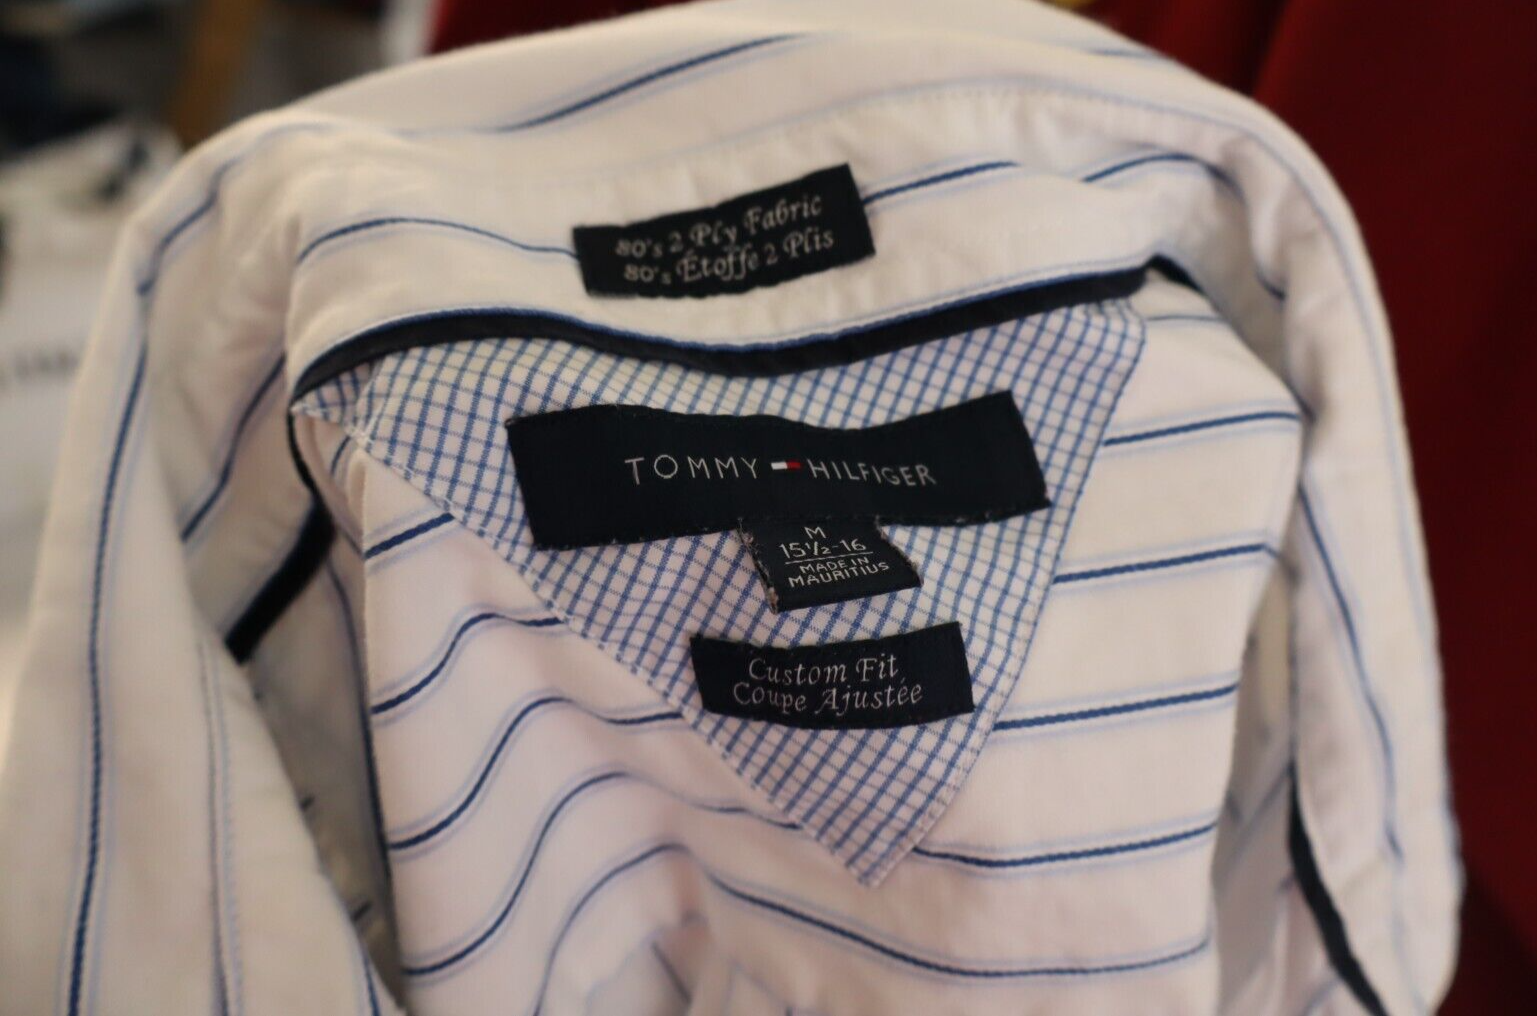 80's 2 Ply Fabric
80's Étoffe 2 Plis
TOMMY HILFIGER
M
15½-16
MADE IN
MAURITIUS
Custom Fit
Coupe Ajustée